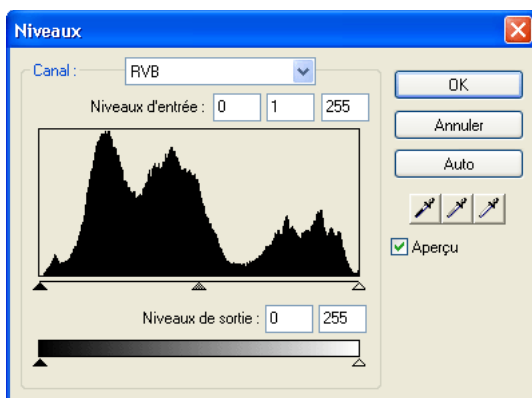 Niveaux
Canal : RVB
OK
Niveaux d'entrée : 0 1 255
Annuler
Auto
Aperçu
Niveaux de sortie : 0 255